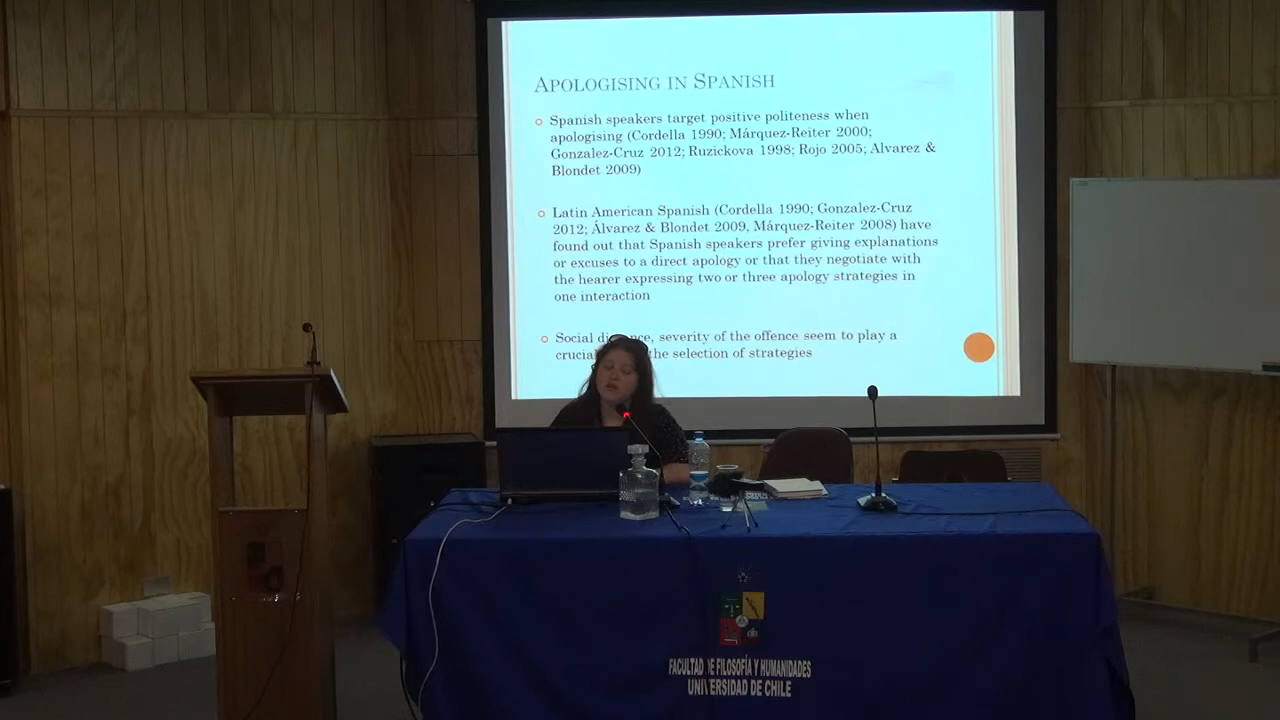 APOLOGISING IN SPANISH
Spanish speakers target positive politeness when
apologising (Cordella 1990; Márquez-Reiter 2000;
Gonzalez-Cruz 2012; Ruzickova 1998; Rojo 2005; Alvarez &
Blondet 2009)
Latin American Spanish (Cordella 1990; Gonzalez-Cruz
2012; Álvarez & Blondet 2009, Márquez-Reiter 2008) have
found out that Spanish speakers prefer giving explanations
or excuses to a direct apology or that they negotiate with
the hearer expressing two or three apology strategies in
one interaction
Social , severity of the offence seem to play a
crucial the selection of strategies
FACULTAD DE FILOSOFÍA Y HUMANIDADES
UNIVERSIDAD DE CHILE